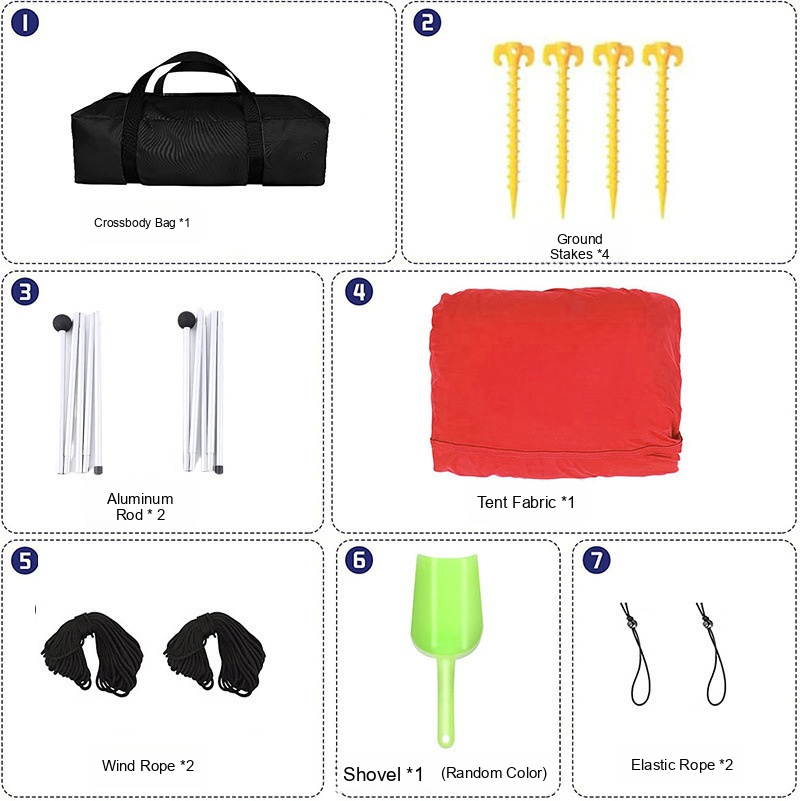 1
Crossbody Bag *1
2
Ground
Stakes *4
3
Aluminum
Rod * 2
4
Tent Fabric *1
5
Wind Rope *2
6
Shovel *1 (Random Color)
7
Elastic Rope *2